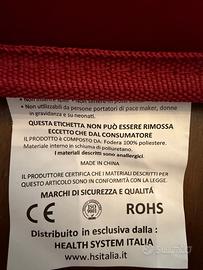 • Non utilizzabili da portatori di pace maker, donne
in gravidanza e su neonati.
QUESTA ETICHETTA NON PUÒ ESSERE RIMOSSA
ECCETTO CHE DAL CONSUMATORE
IL PRODOTTO è COMPOSTO DA: Fodera 100% poliestere.
Materiale interno in schiuma di poliuretano.
I materiali descritti sono anallergici.
MADE IN CHINA
IL PRODUTTORE CERTIFICA CHE I MATERIALI DESCRITTI PER
QUESTO ARTICOLO SONO IN CONFORMITÀ CON LA LEGGE.
MARCHI DI SICUREZZA E QUALITÁ
CE ISO 9001 ROHS
Distribuito in esclusiva dalla :
HEALTH SYSTEM ITALIA
www.hsitalia.it